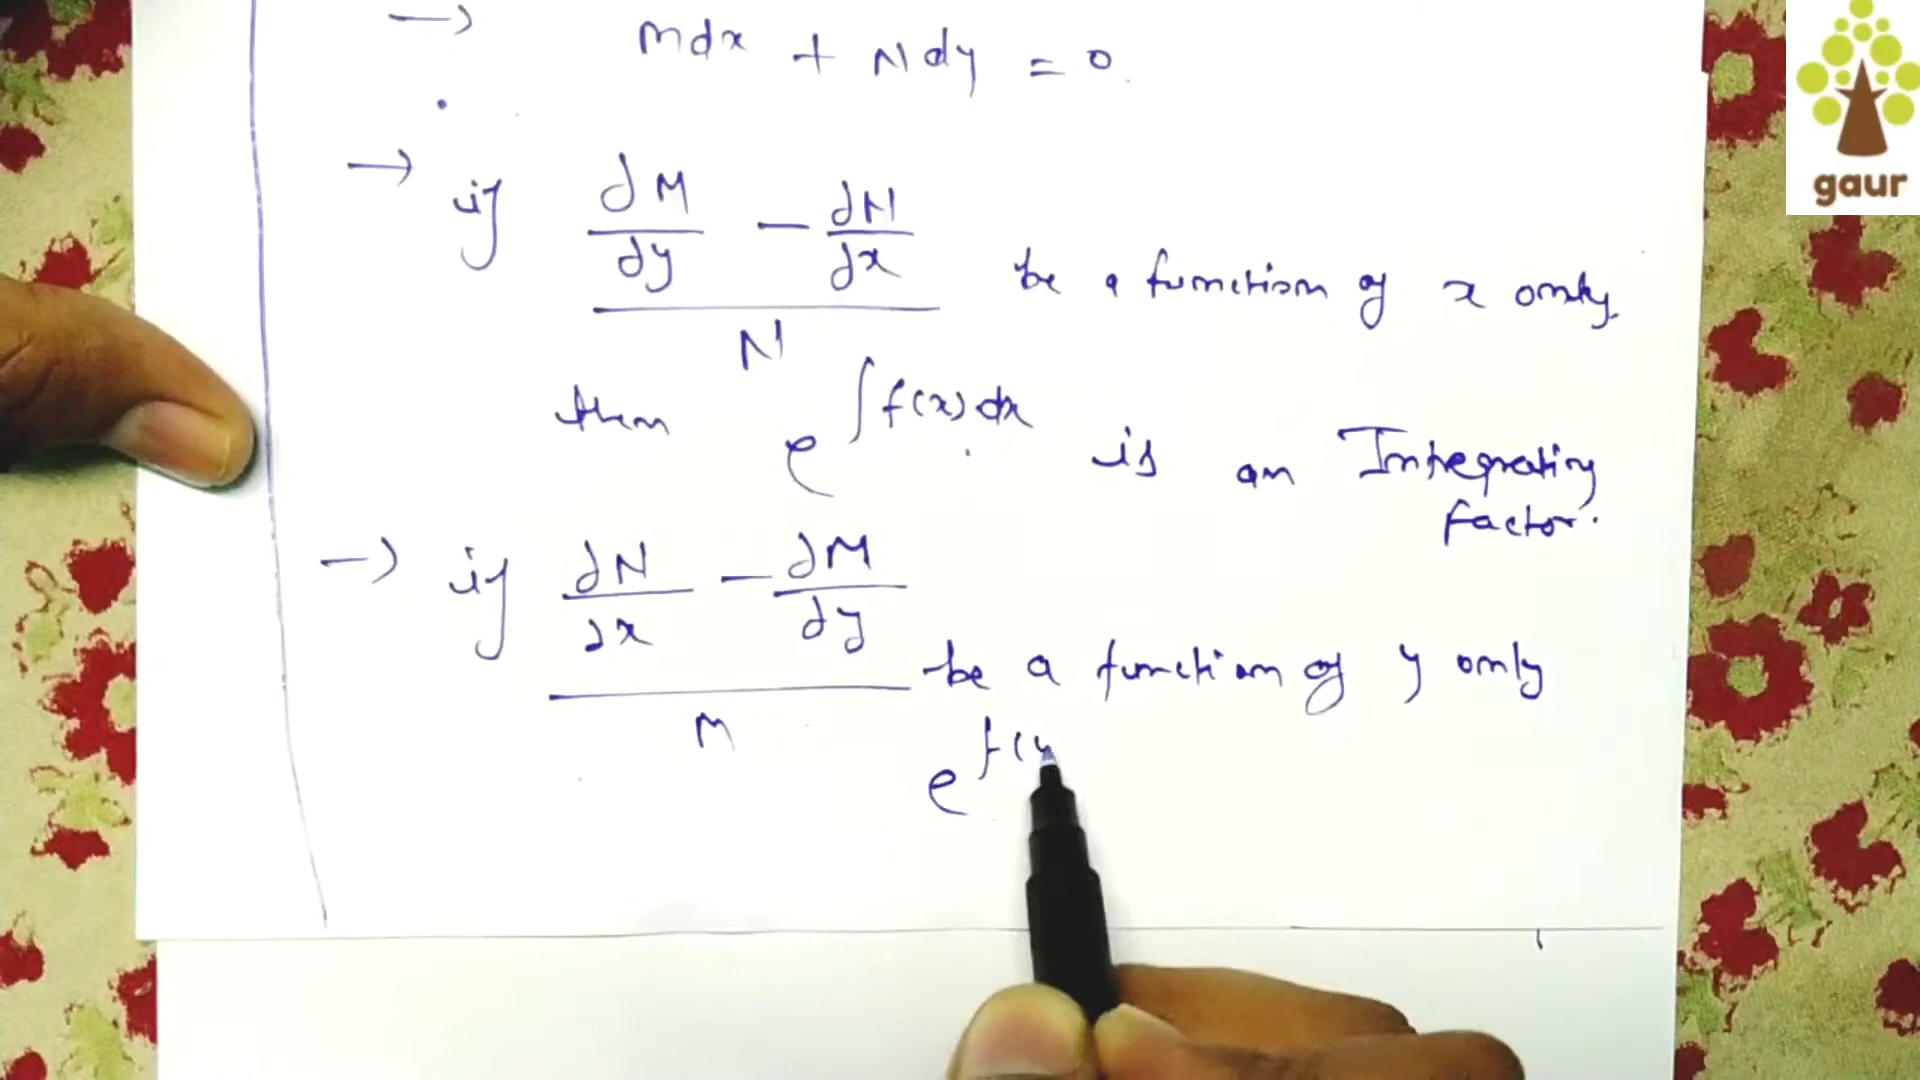 → Mdx + Ndy = 0
→ if ∂M/∂y − ∂N/∂x / N be a function of x only
then e^∫f(x)dx is an Integrating
factor.
→ if ∂N/∂x − ∂M/∂y / M be a function of y only
e^f(y
gaur